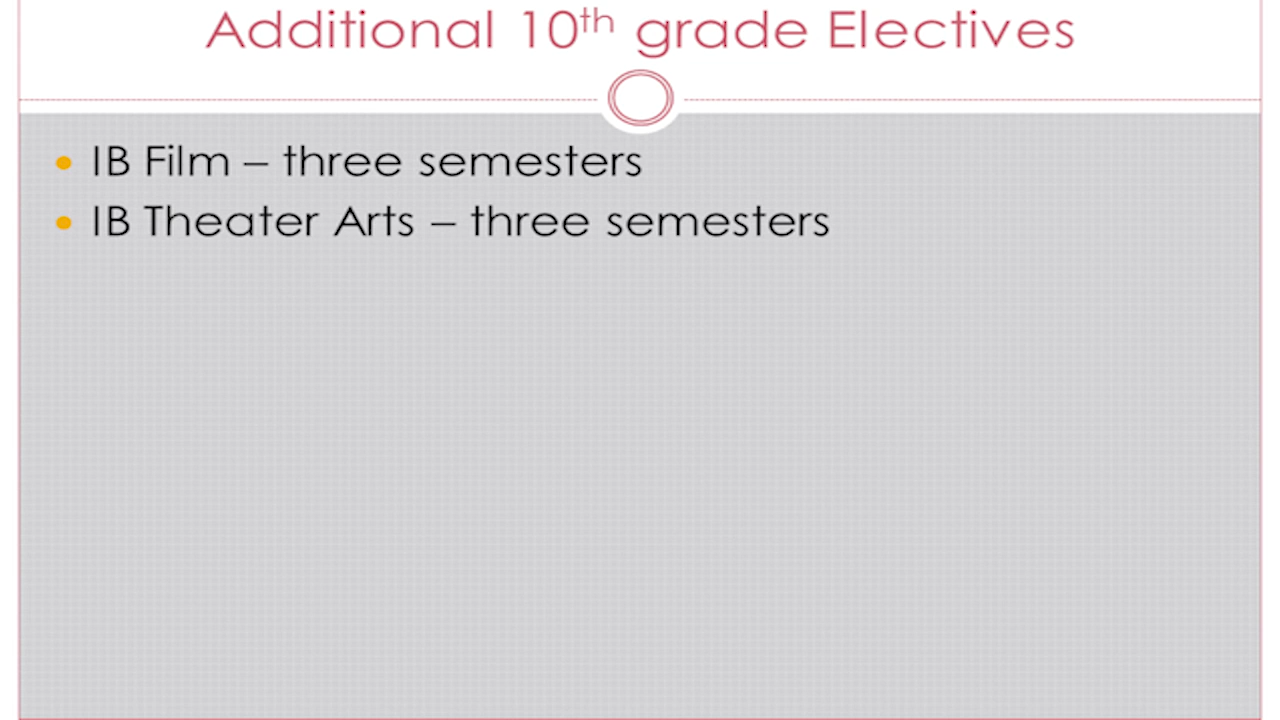 Additional 10th grade Electives
• IB Film – three semesters
• IB Theater Arts – three semesters